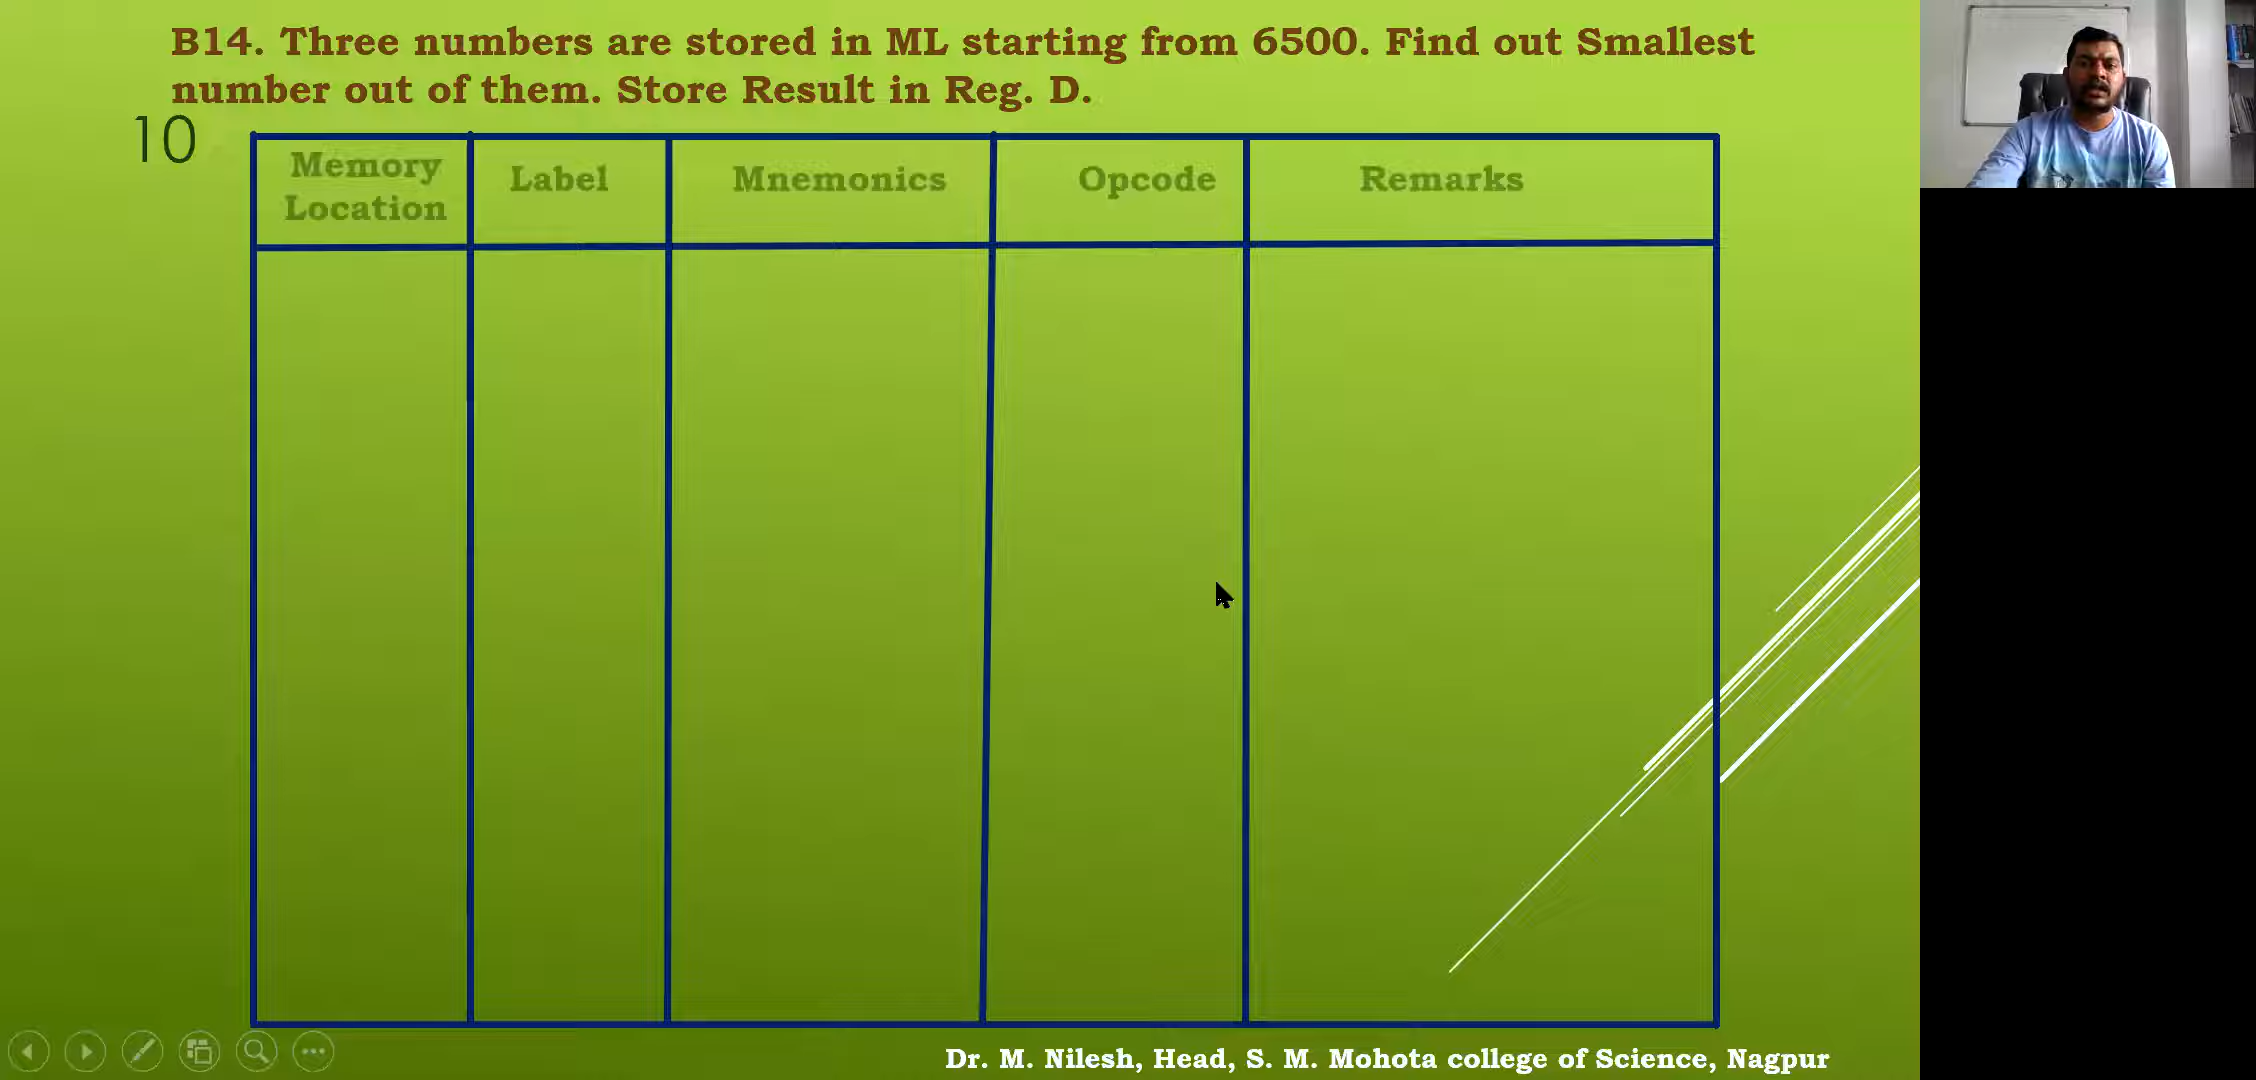 B14. Three numbers are stored in ML starting from 6500. Find out Smallest
number out of them. Store Result in Reg. D.
10
Memory
Location
Label
Mnemonics
Opcode
Remarks
Dr. M. Nilesh, Head, S. M. Mohota college of Science, Nagpur